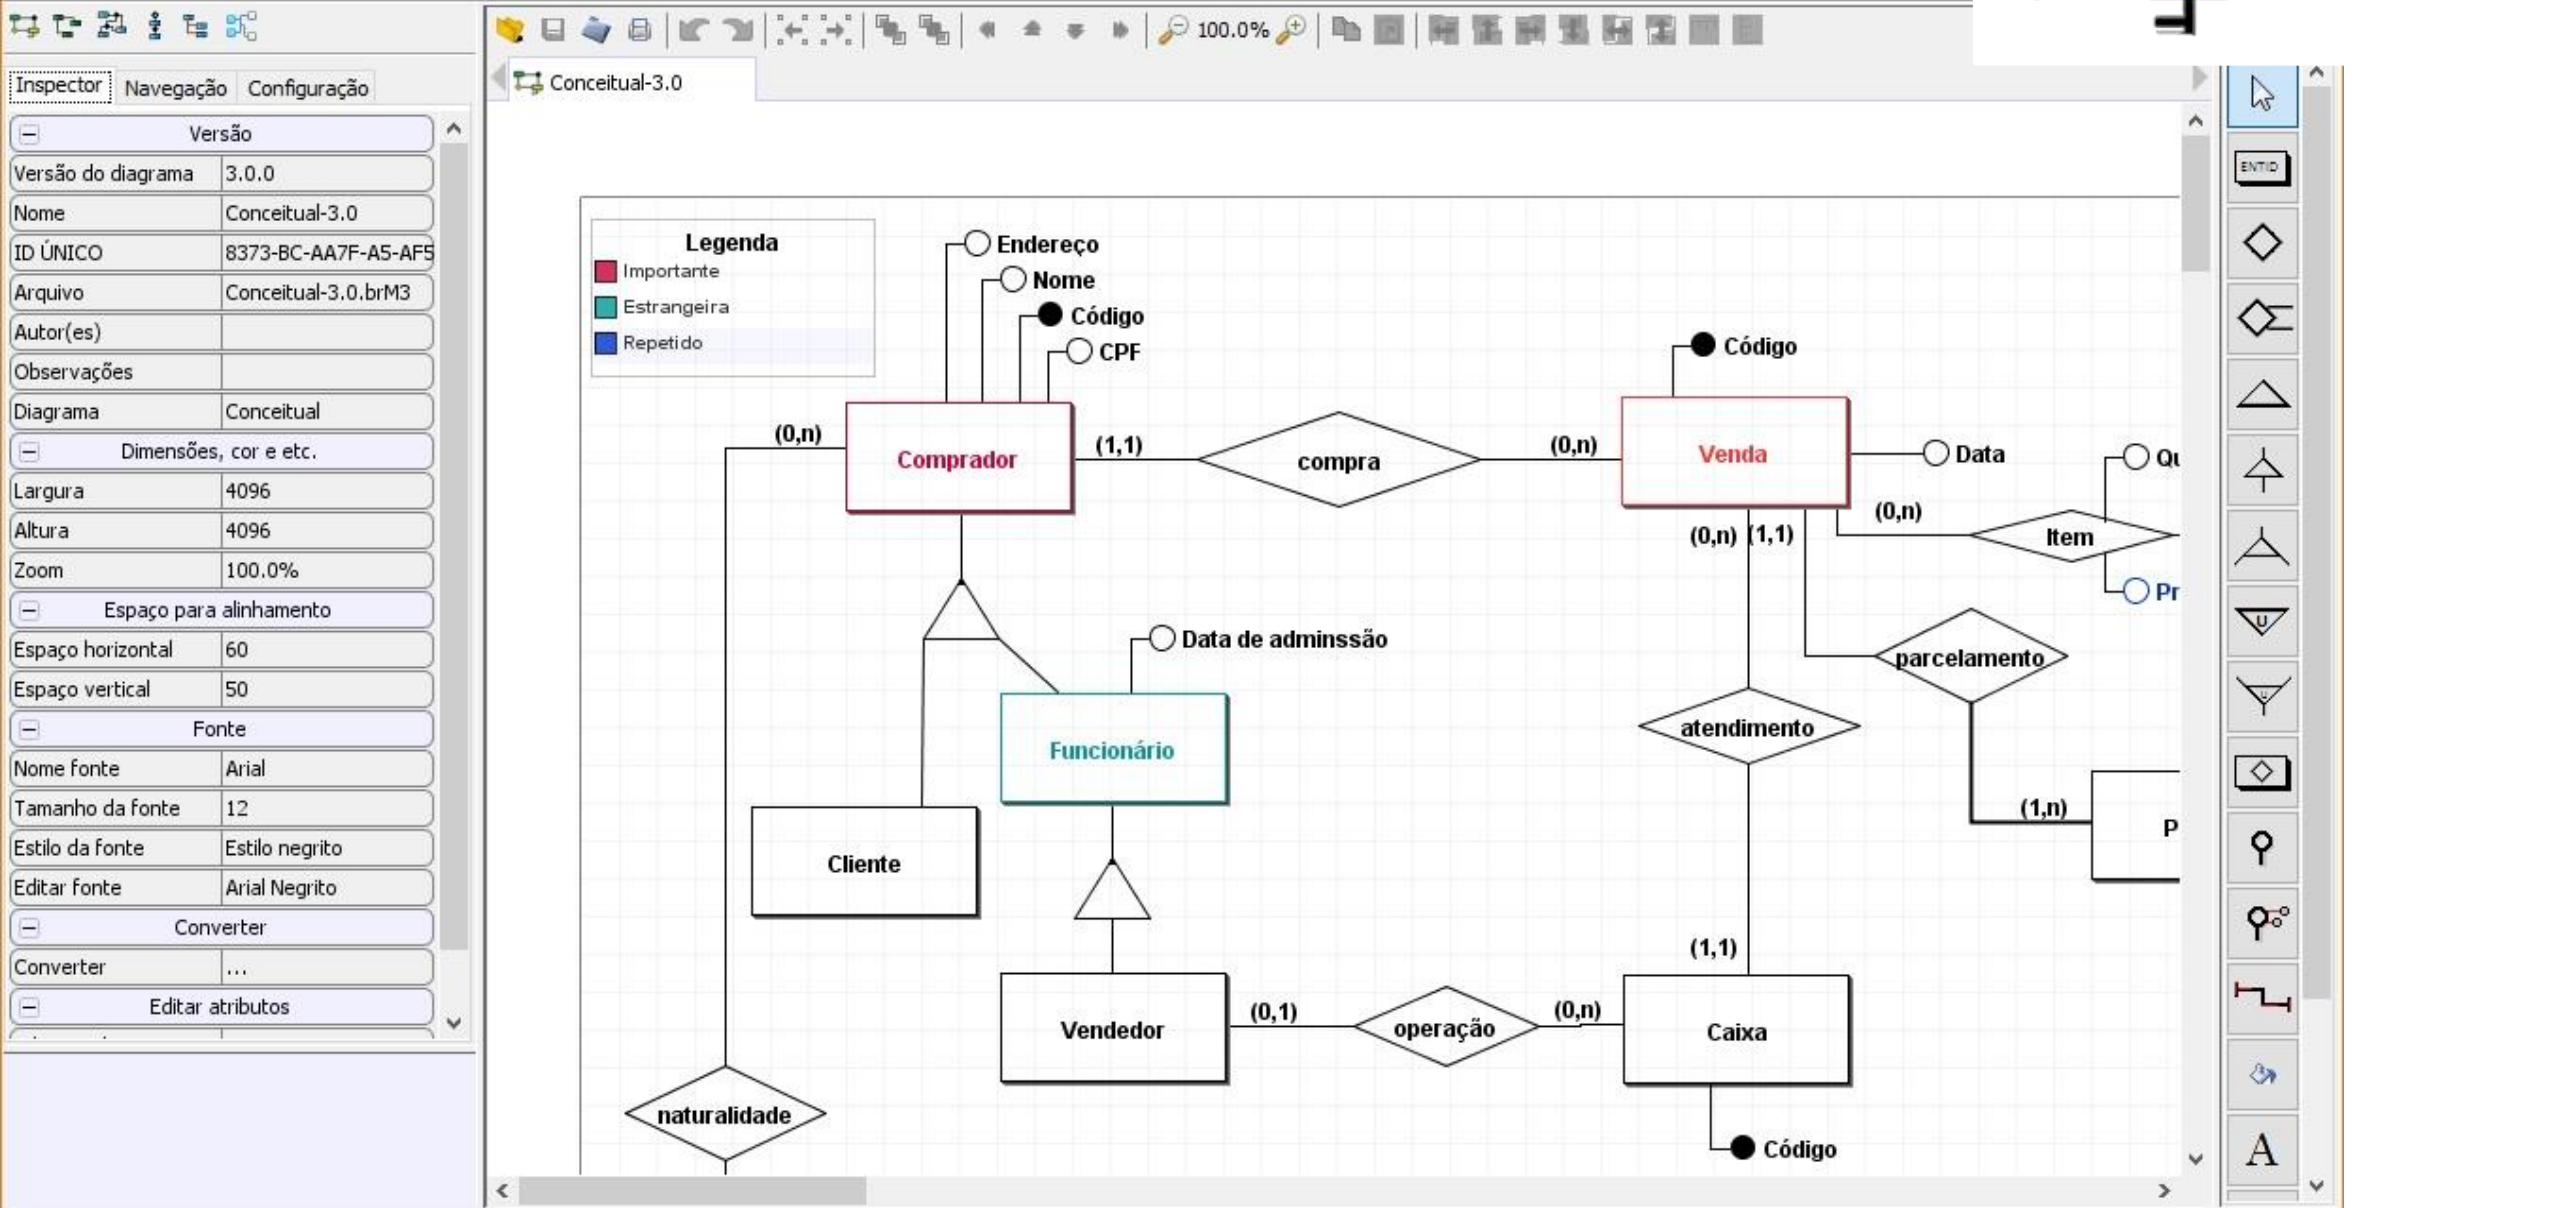 100.0%
Inspector
Navegação
Configuração
Conceitual-3.0
Versão
Versão do diagrama
3.0.0
Nome
Conceitual-3.0
ID ÚNICO
8373-BC-AA7F-A5-AF5
Arquivo
Conceitual-3.0.brM3
Autor(es)
Observações
Diagrama
Conceitual
Dimensões, cor e etc.
Largura
4096
Altura
4096
Zoom
100.0%
Espaço para alinhamento
Espaço horizontal
60
Espaço vertical
50
Fonte
Nome fonte
Arial
Tamanho da fonte
12
Estilo da fonte
Estilo negrito
Editar fonte
Arial Negrito
Converter
Converter
...
Editar atributos
Legenda
Importante
Estrangeira
Repetido
Endereço
Nome
Código
CPF
(0,n)
Comprador
(1,1)
compra
(0,n)
Código
Venda
Data
(0,n)
(0,n)
(1,1)
Item
Qu
Pr
parcelamento
(1,n)
P
Data de adminssão
Funcionário
atendimento
Cliente
(1,1)
Vendedor
(0,1)
operação
(0,n)
Caixa
Código
naturalidade
ENTID
U
U
A